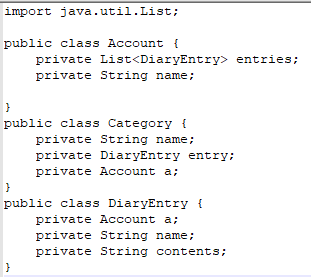 import java.util.List;

public class Account {
    private List<DiaryEntry> entries;
    private String name;

}
public class Category {
    private String name;
    private DiaryEntry entry;
    private Account a;
}
public class DiaryEntry {
    private Account a;
    private String name;
    private String contents;
}